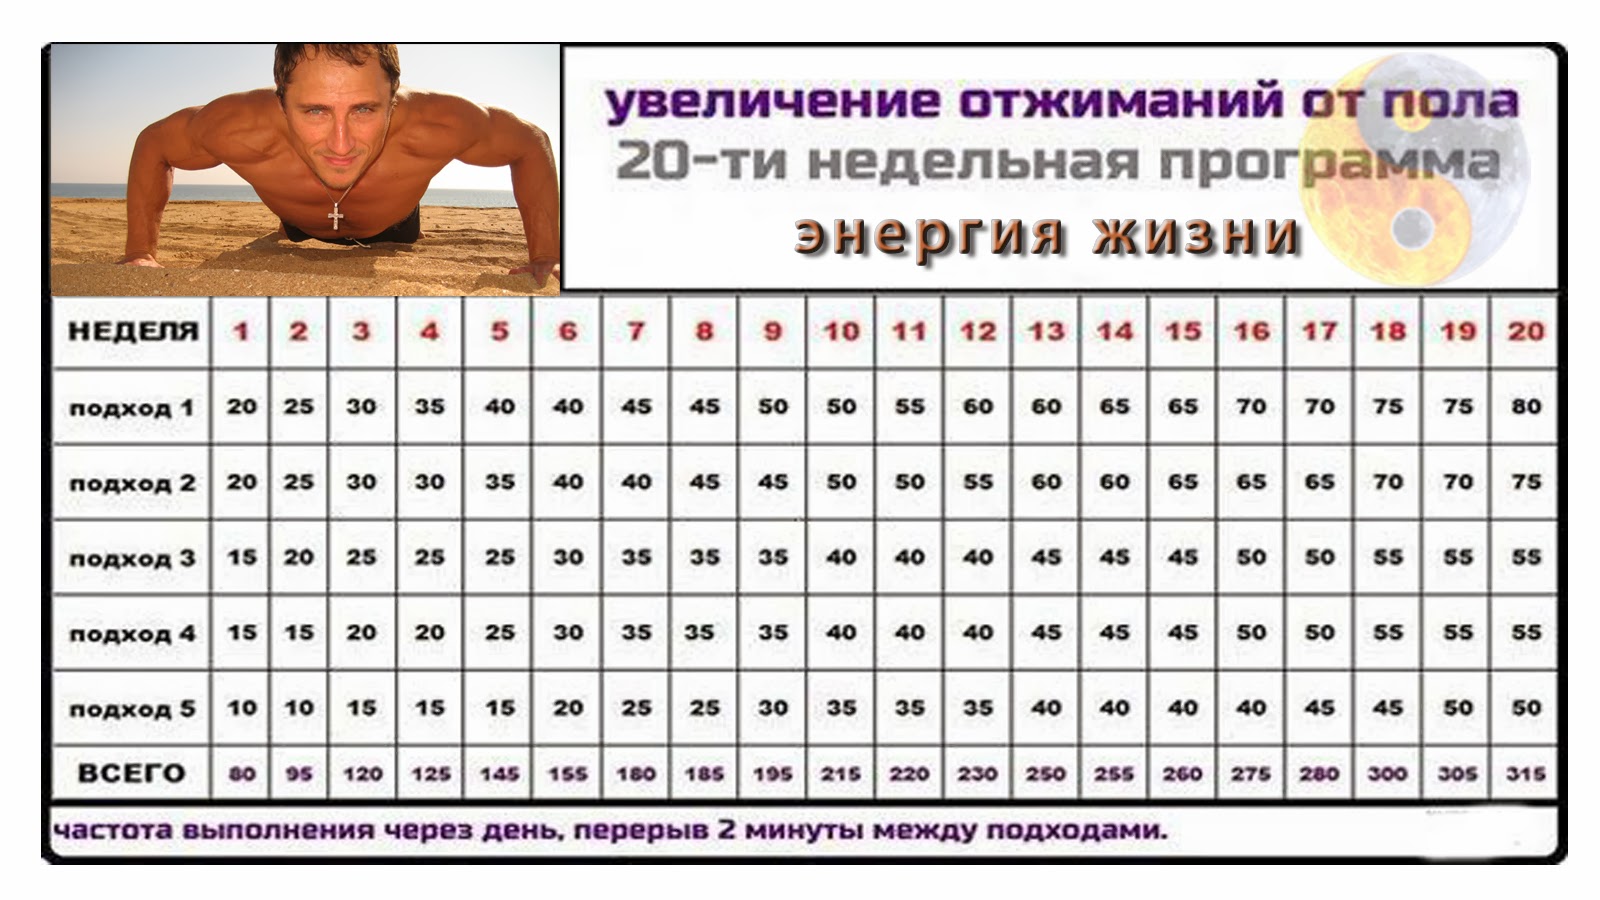 увеличение отжиманий от пола
20-ти недельная программа
энергия жизни
НЕДЕЛЯ 1 2 3 4 5 6 7 8 9 10 11 12 13 14 15 16 17 18 19 20
подход 1 20 25 30 35 40 40 45 45 50 50 55 60 60 65 65 70 70 75 75 80
подход 2 20 25 30 30 35 40 40 45 45 50 50 55 60 60 65 65 65 70 70 75
подход 3 15 20 25 25 25 30 35 35 35 40 40 40 45 45 45 50 50 55 55 55
подход 4 15 15 20 20 25 30 35 35 35 40 40 40 45 45 45 50 50 55 55 55
подход 5 10 10 15 15 15 20 25 25 30 35 35 35 40 40 40 40 45 45 50 50
ВСЕГО 80 95 120 125 145 155 180 185 195 215 220 230 250 255 260 275 280 300 305 315
частота выполнения через день, перерыв 2 минуты между подходами.